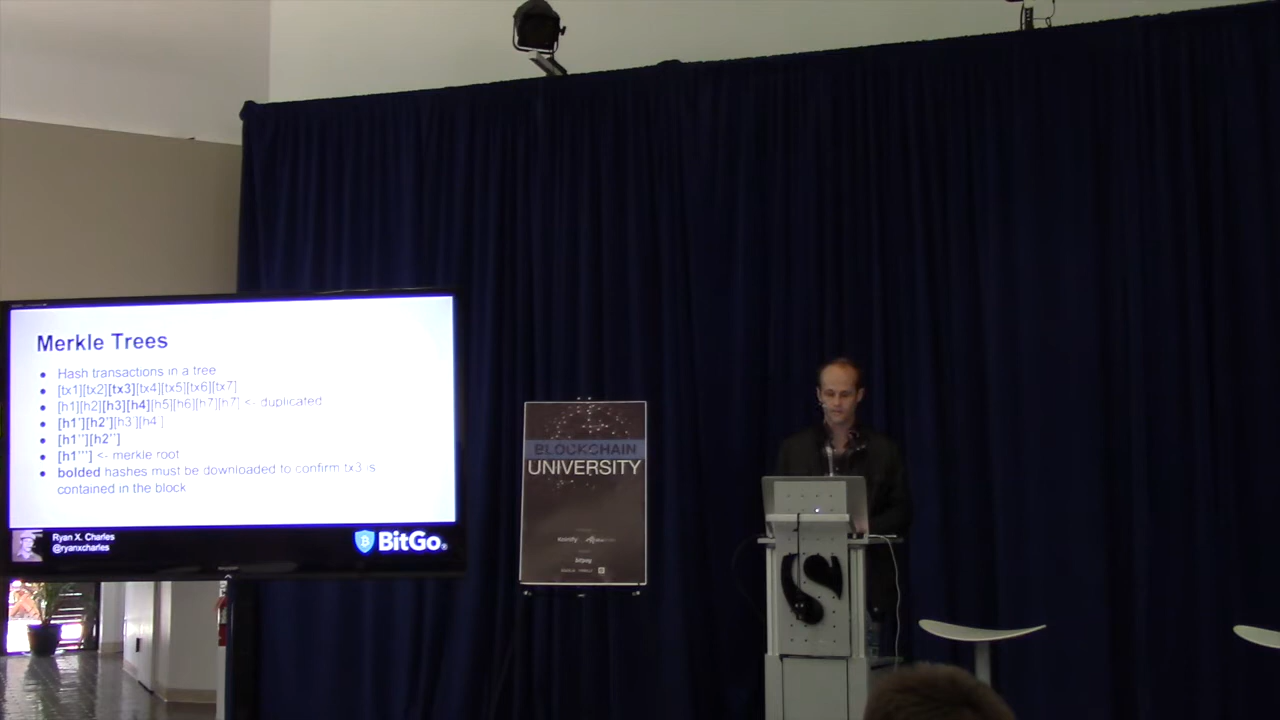 Merkle Trees
• Hash transactions in a tree
• [tx1][tx2][tx3][tx4][tx5][tx6][tx7]
• [h1][h2][h3][h4][h5][h6][h7][h7] <- duplicated
• [h1'][h2'][h3'][h4']
• [h1''][h2'']
• [h1'''] <- merkle root
• bolded hashes must be downloaded to confirm tx3 is
contained in the block
Ryan X. Charles
@ryanxcharles
BitGo
BLOCKCHAIN
UNIVERSITY
bitpay
S